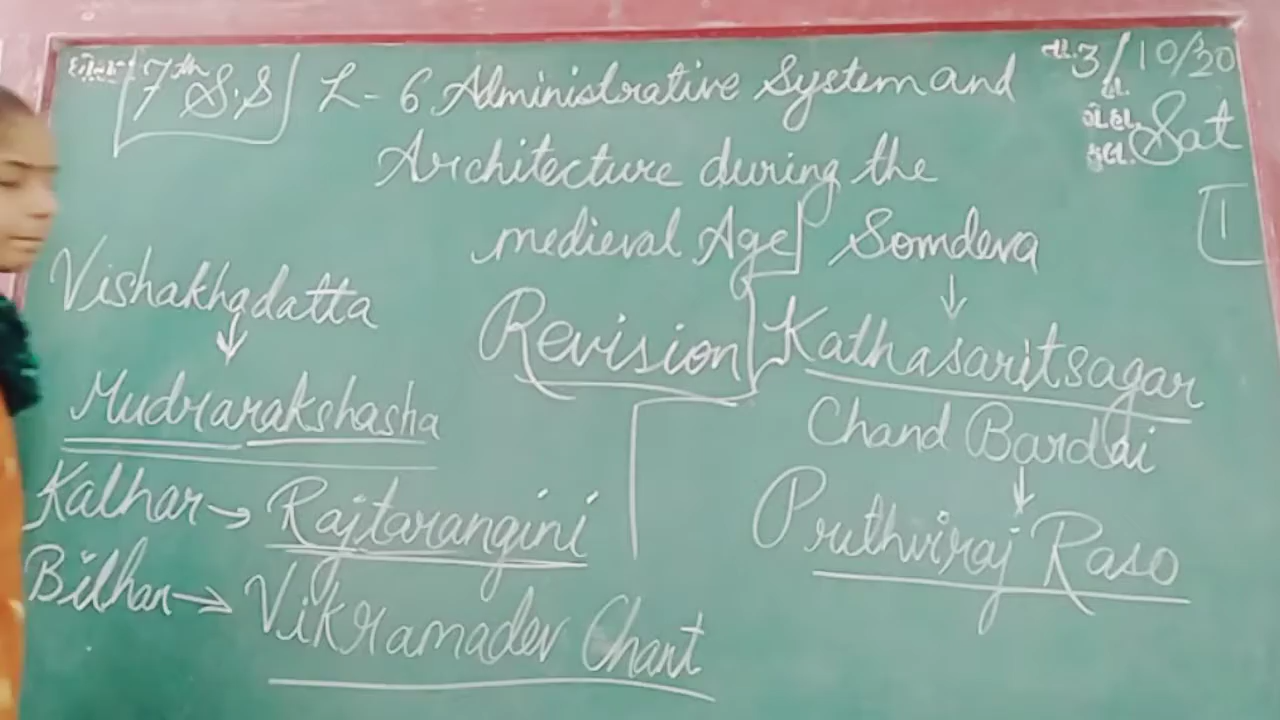 7th S.S L-6 Administrative System and
Architecture during the
medieval Age
તા. 3/10/20
Sat
1
Revision
Vishakhadatta
↓
Mudrarakshasha
Kalhar → Rajtarangini
Bilhar → Vikramadev Charit
Somdeva
↓
Kathasaritsagar
Chand Bardai
↓
Pruthviraj Raso